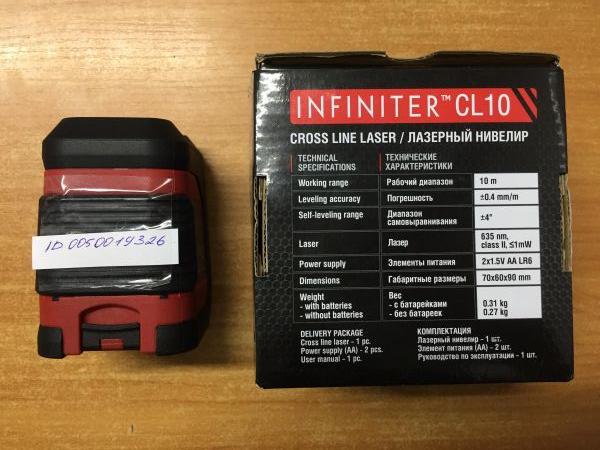 ID 0050019326
INFINITER™ CL10
CROSS LINE LASER / ЛАЗЕРНЫЙ НИВЕЛИР
TECHNICAL SPECIFICATIONS ТЕХНИЧЕСКИЕ ХАРАКТЕРИСТИКИ
Working range Рабочий диапазон 10 m
Leveling accuracy Погрешность ±0.4 mm/m
Self-leveling range Диапазон самовыравнивания ±4°
Laser Лазер 635 nm, class II, ≤1mW
Power supply Элементы питания 2x1.5V AA LR6
Dimensions Габаритные размеры 70x60x90 mm
Weight Вес
- with batteries - с батарейками 0.31 kg
- without batteries - без батареек 0.27 kg
DELIVERY PACKAGE КОМПЛЕКТАЦИЯ
Cross line laser - 1 pc. Лазерный нивелир - 1 шт.
Power supply (AA) - 2 pcs. Элемент питания (AA) - 2 шт.
User manual - 1 pc. Руководство по эксплуатации - 1 шт.